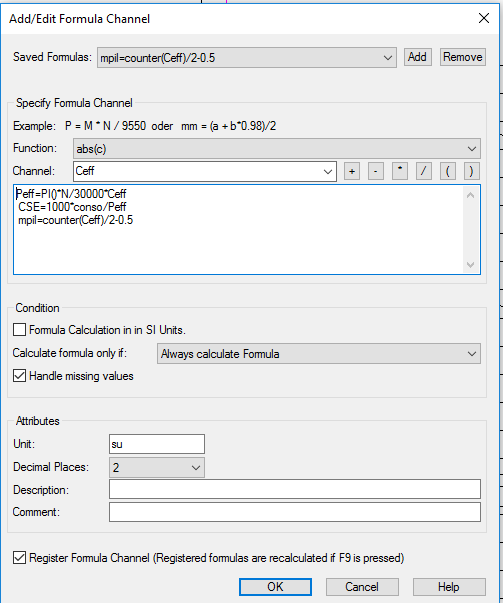 Add/Edit Formula Channel
Saved Formulas: mpil=counter(Ceff)/2-0.5 Add Remove
Specify Formula Channel
Example: P = M * N / 9550 oder mm = (a + b*0.98)/2
Function: abs(c)
Channel: Ceff + - * / ( )
Peff=PI()*N/30000*Ceff
CSE=1000*conso/Peff
mpil=counter(Ceff)/2-0.5
Condition
Formula Calculation in in SI Units.
Calculate formula only if: Always calculate Formula
Handle missing values
Attributes
Unit: su
Decimal Places: 2
Description:
Comment:
Register Formula Channel (Registered formulas are recalculated if F9 is pressed)
OK Cancel Help